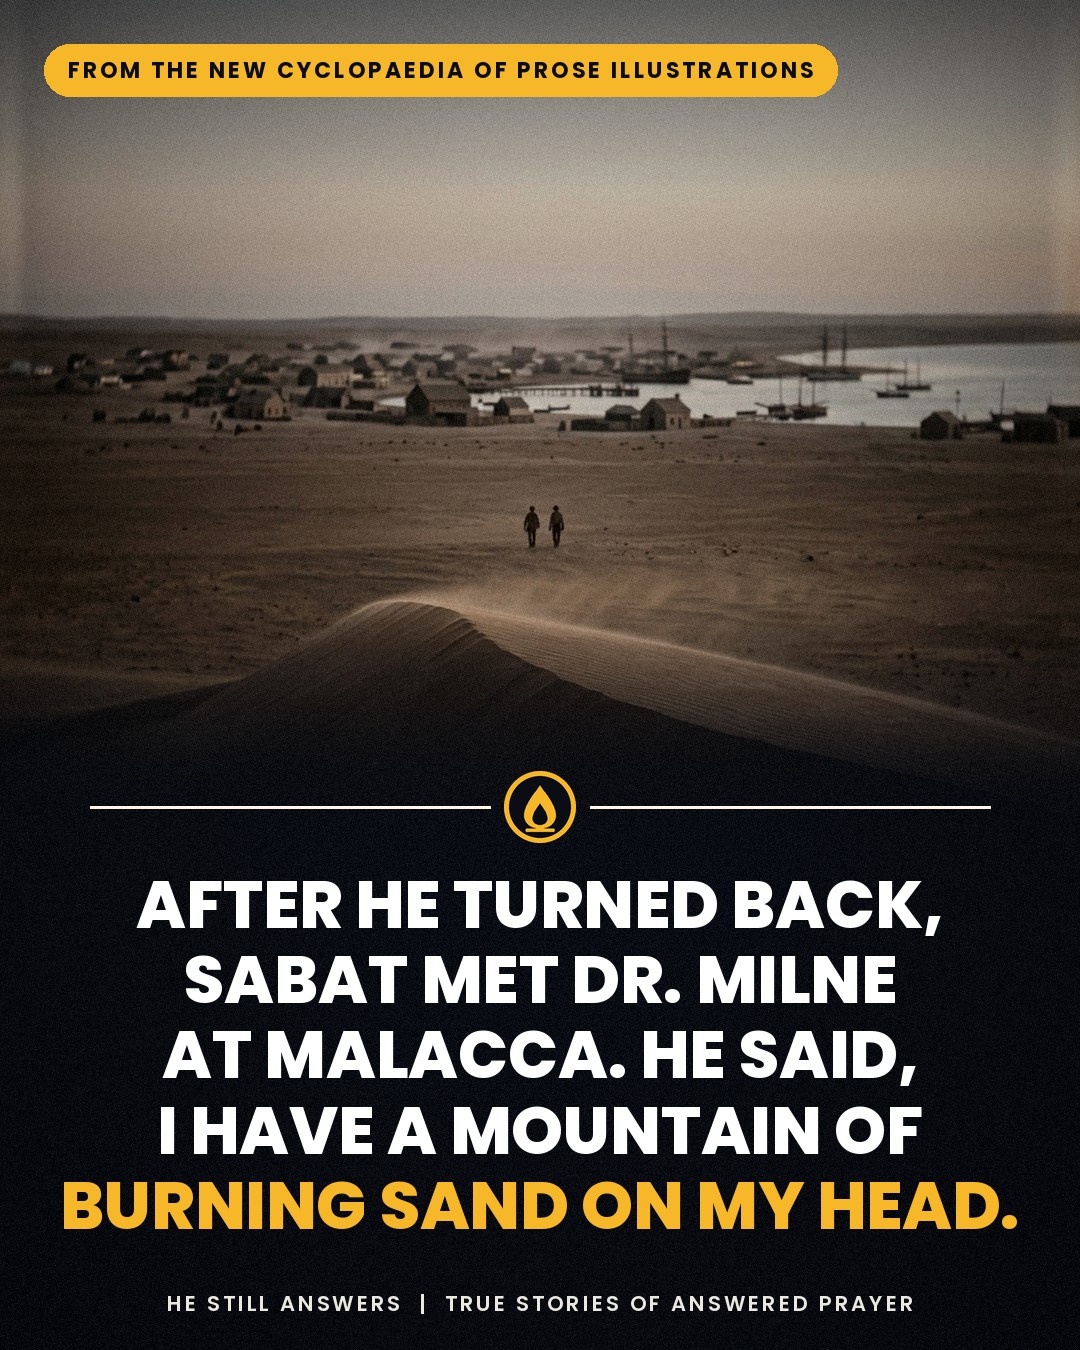 FROM THE NEW CYCLOPAEDIA OF PROSE ILLUSTRATIONS
AFTER HE TURNED BACK,
SABAT MET DR. MILNE
AT MALACCA. HE SAID,
I HAVE A MOUNTAIN OF
BURNING SAND ON MY HEAD.
HE STILL ANSWERS | TRUE STORIES OF ANSWERED PRAYER